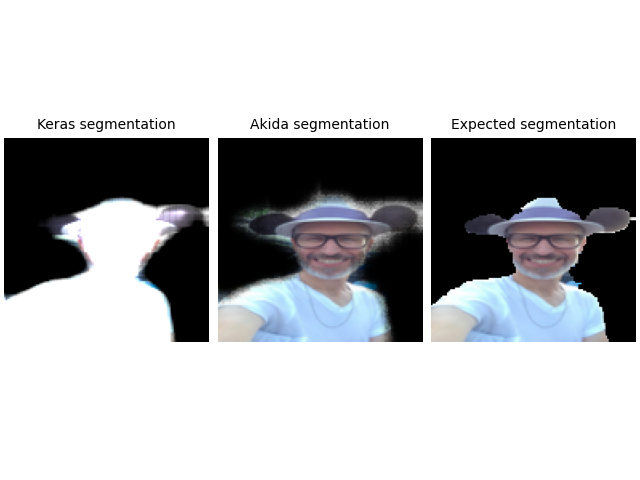 Keras segmentation
Akida segmentation
Expected segmentation